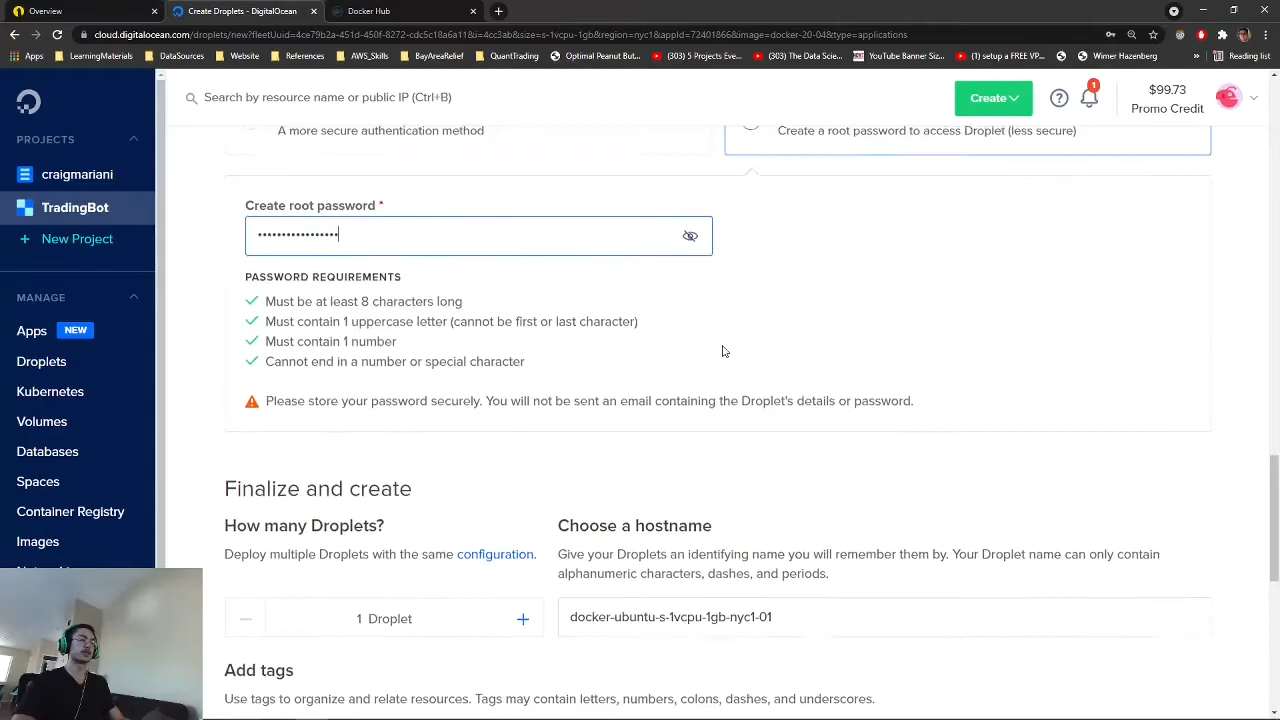 Overview
Create Droplets - DigitalOcean
Docker Hub
cloud.digitalocean.com/droplets/new?fleetUuid=4ce79b2a-451d-450f-8272-cdc5c18a6a11&i=4cc3ab&size=s-1vcpu-1gb&region=nyc1&appId=72401866&image=docker-20-04&type=applications
Apps
LearningMaterials
DataSources
References
AWS_Skills
BayAreaRelief
QuantTrading
Optimal Peanut But...
(303) 5 Projects Eve...
(303) The Data Scie...
YouTube VEED
(1) setup a FREE VP...
Wimer Hazenberg
Search by resource name or public IP (Ctrl+B)
Create
1
$99.73
Promo Credit
PROJECTS
craigmariani
TradingBot
+ New Project
MANAGE
Apps NEW
Droplets
Kubernetes
Volumes
Databases
Spaces
Container Registry
Images
A more secure authentication method
Create a root password to access Droplet (less secure)
Create root password *
•••••••••••••••••
PASSWORD REQUIREMENTS
Must be at least 8 characters long
Must contain 1 uppercase letter (cannot be first or last character)
Must contain 1 number
Cannot end in a number or special character
Please store your password securely. You will not be sent an email containing the Droplet's details or password.
Finalize and create
How many Droplets?
Deploy multiple Droplets with the same configuration.
1 Droplet
Choose a hostname
Give your Droplets an identifying name you will remember them by. Your Droplet name can only contain
alphanumeric characters, dashes, and periods.
docker-ubuntu-s-1vcpu-1gb-nyc1-01
Add tags
Use tags to organize and relate resources. Tags may contain letters, numbers, colons, dashes, and underscores.